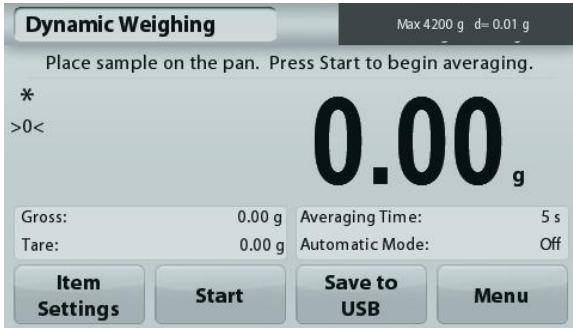 Dynamic Weighing
Max 4200 g d= 0.01 g
Place sample on the pan. Press Start to begin averaging.
*
>0<
0.00 g
Gross: 0.00 g
Tare: 0.00 g
Averaging Time: 5 s
Automatic Mode: Off
Item
Settings
Start
Save to
USB
Menu